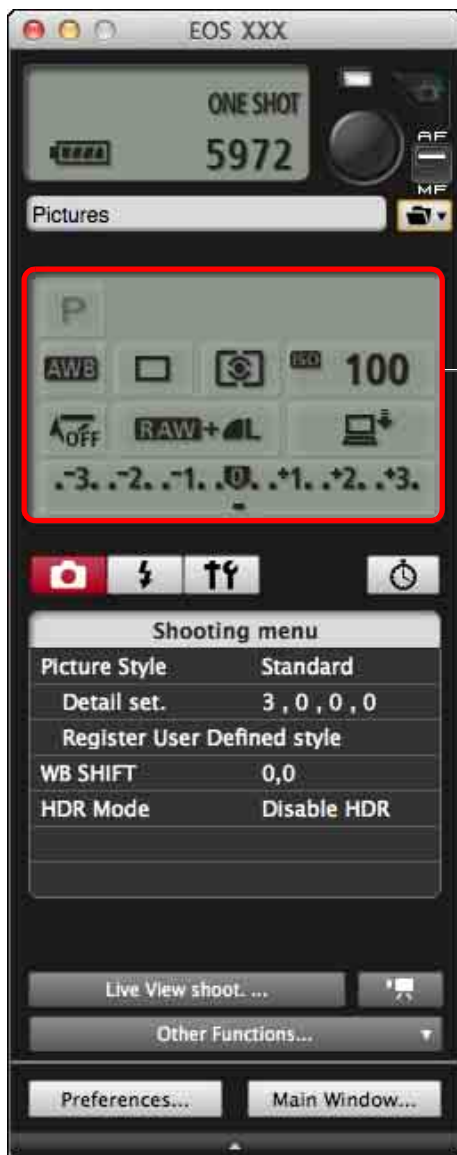 EOS XXX
ONE SHOT
5972
AF
MF
Pictures
P
AWB ISO 100
OFF RAW+L
.-3. .-2. .-1. .0. .+1. .+2. .+3.
Shooting menu
Picture Style Standard
Detail set. 3 , 0 , 0 , 0
Register User Defined style
WB SHIFT 0,0
HDR Mode Disable HDR
Live View shoot. ...
Other Functions...
Preferences... Main Window...